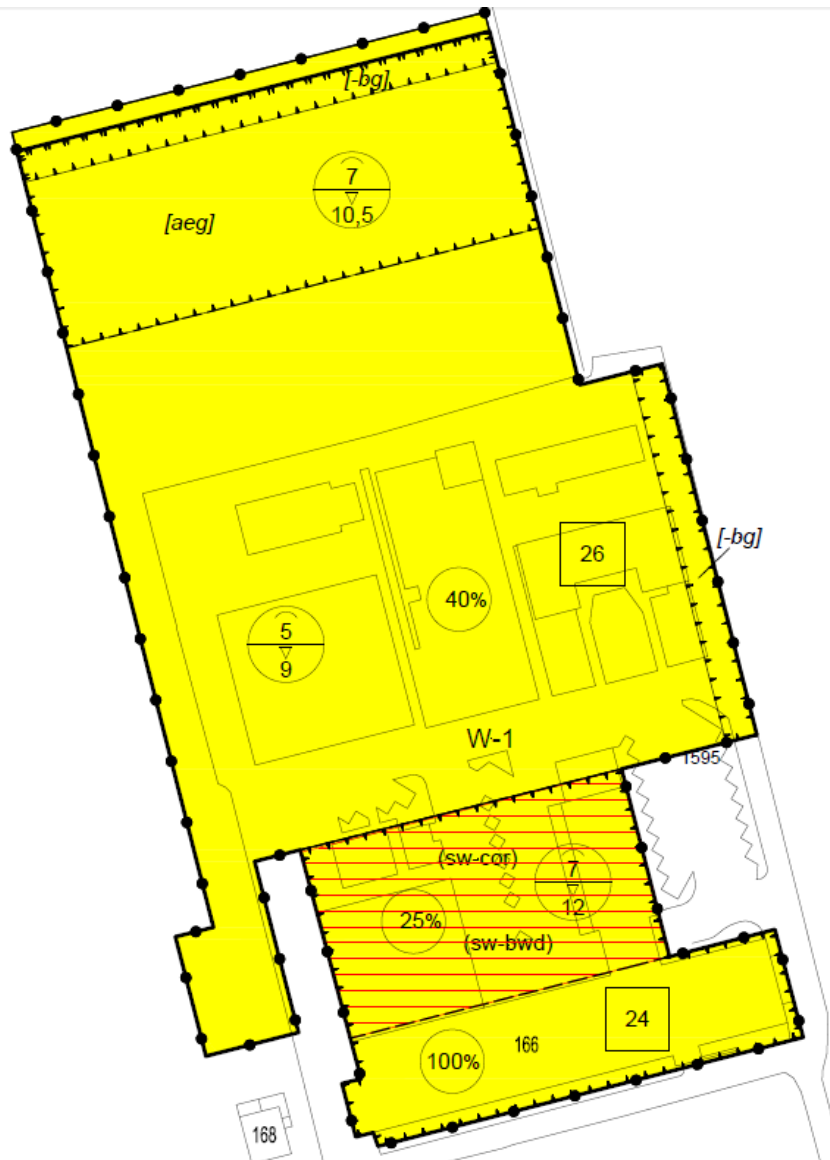 [-bg]
7
10,5
[aeg]
26
[-bg]
40%
5
9
W-1
1595
(sw-cor)
7
12
25%
(sw-bwd)
24
166
100%
168